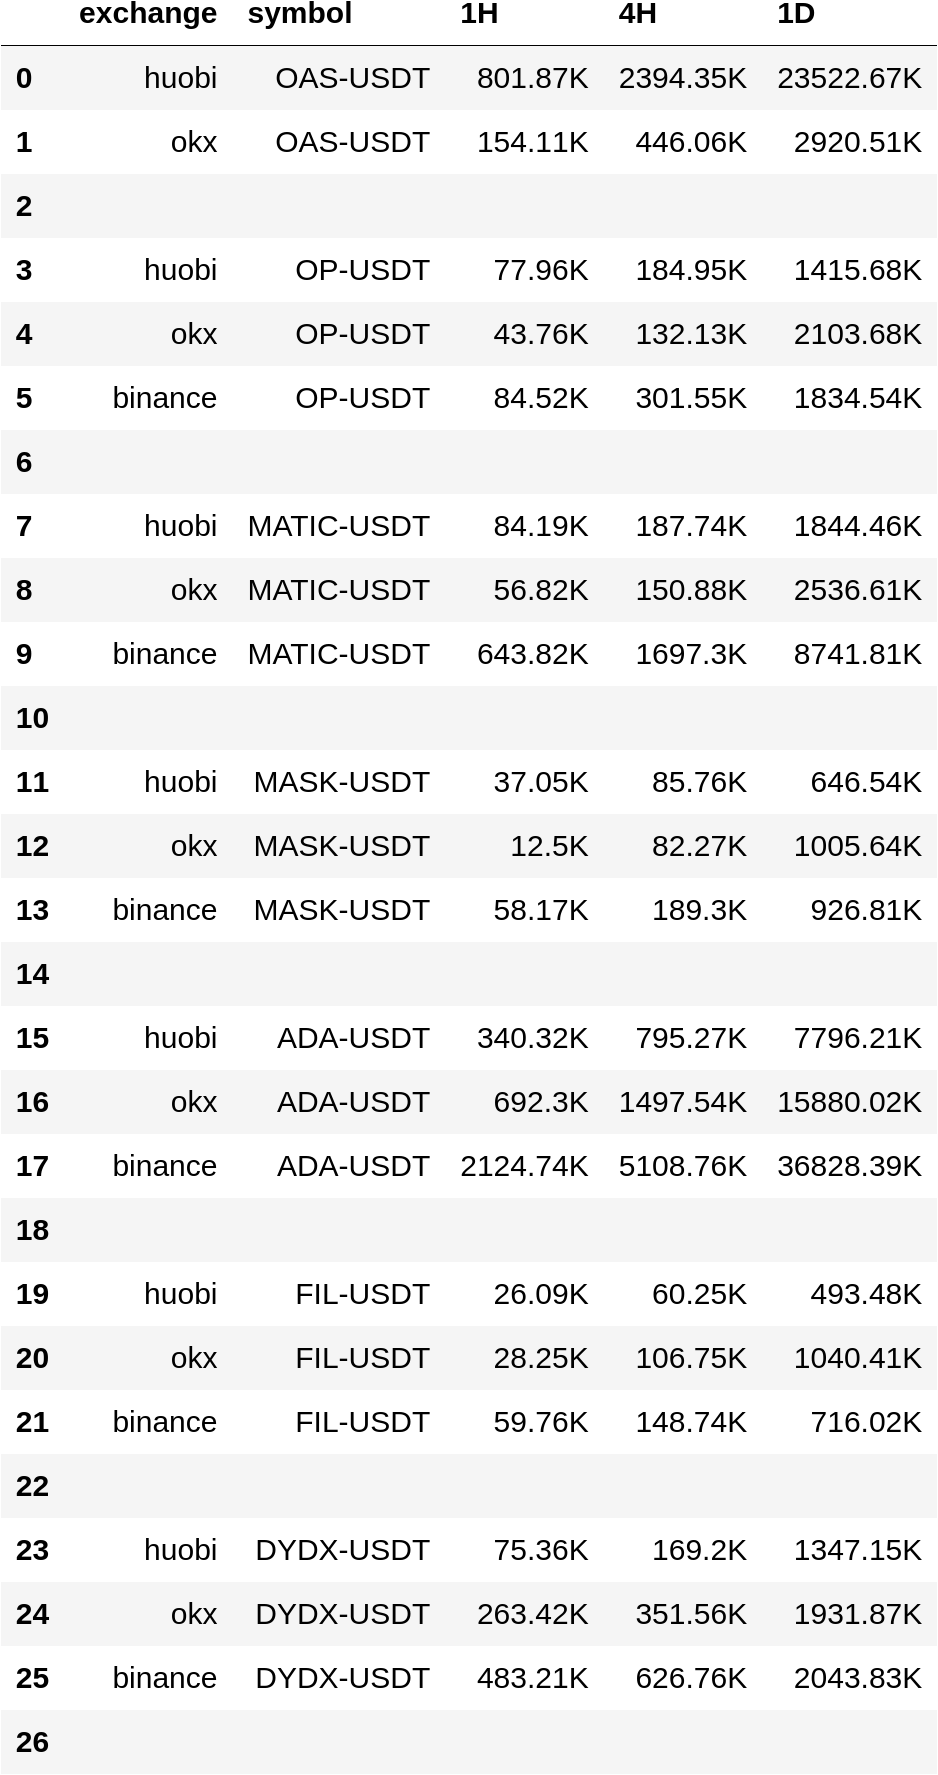 exchange symbol 1H 4H 1D
0 huobi OAS-USDT 801.87K 2394.35K 23522.67K
1 okx OAS-USDT 154.11K 446.06K 2920.51K
2
3 huobi OP-USDT 77.96K 184.95K 1415.68K
4 okx OP-USDT 43.76K 132.13K 2103.68K
5 binance OP-USDT 84.52K 301.55K 1834.54K
6
7 huobi MATIC-USDT 84.19K 187.74K 1844.46K
8 okx MATIC-USDT 56.82K 150.88K 2536.61K
9 binance MATIC-USDT 643.82K 1697.3K 8741.81K
10
11 huobi MASK-USDT 37.05K 85.76K 646.54K
12 okx MASK-USDT 12.5K 82.27K 1005.64K
13 binance MASK-USDT 58.17K 189.3K 926.81K
14
15 huobi ADA-USDT 340.32K 795.27K 7796.21K
16 okx ADA-USDT 692.3K 1497.54K 15880.02K
17 binance ADA-USDT 2124.74K 5108.76K 36828.39K
18
19 huobi FIL-USDT 26.09K 60.25K 493.48K
20 okx FIL-USDT 28.25K 106.75K 1040.41K
21 binance FIL-USDT 59.76K 148.74K 716.02K
22
23 huobi DYDX-USDT 75.36K 169.2K 1347.15K
24 okx DYDX-USDT 263.42K 351.56K 1931.87K
25 binance DYDX-USDT 483.21K 626.76K 2043.83K
26